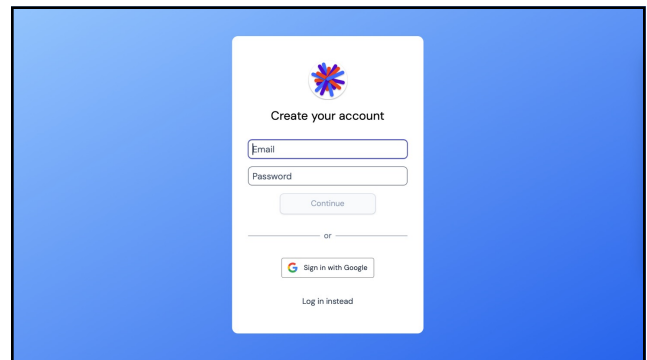 Create your account
Email
Password
Continue
or
Sign in with Google
Log in instead